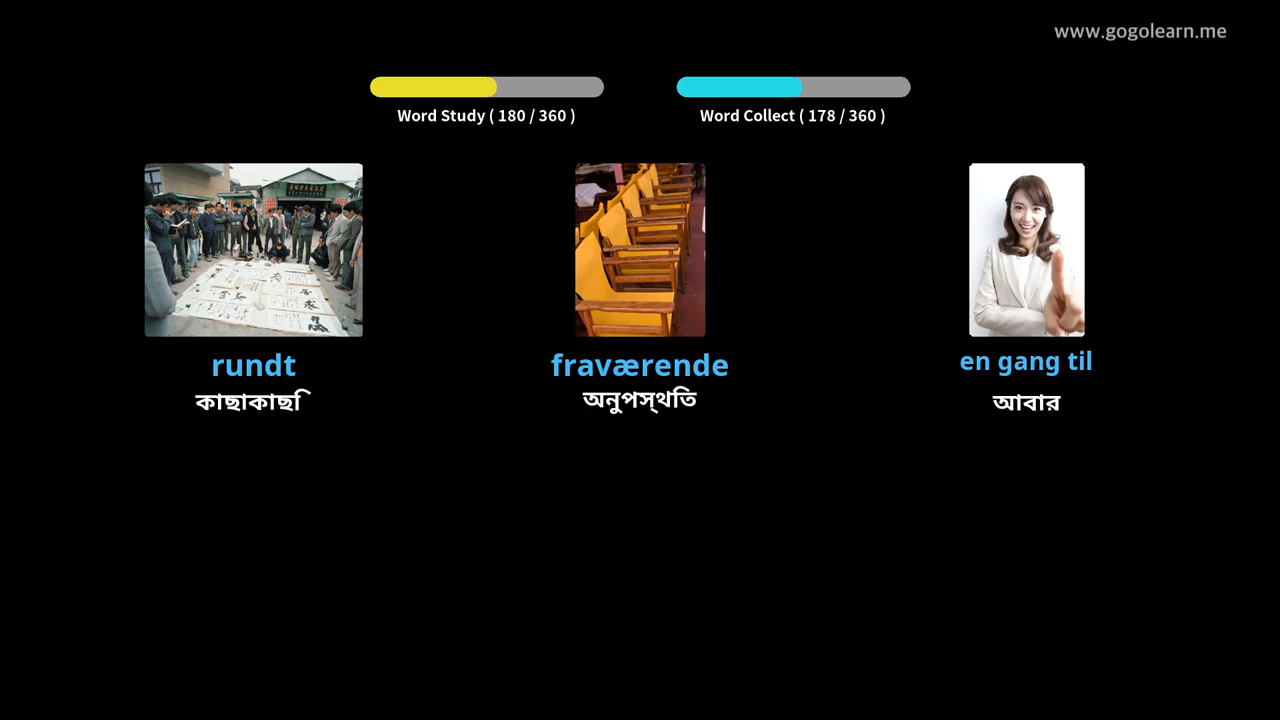 www.gogolearn.me
Word Study ( 180 / 360 )
Word Collect ( 178 / 360 )
rundt
fraværende
en gang til
কাছাকাছি
অনুপস্থিত
আবার